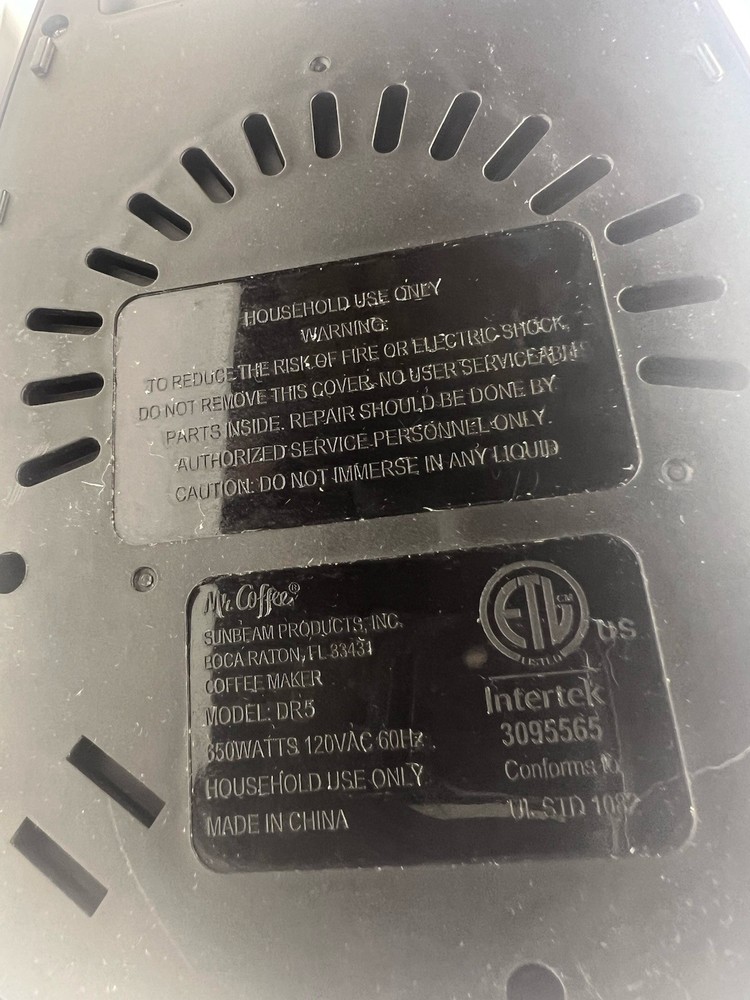 HOUSEHOLD USE ONLY
WARNING:
TO REDUCE THE RISK OF FIRE OR ELECTRIC SHOCK,
DO NOT REMOVE THIS COVER. NO USER SERVICEABLE
PARTS INSIDE. REPAIR SHOULD BE DONE BY
AUTHORIZED SERVICE PERSONNEL ONLY.
CAUTION: DO NOT IMMERSE IN ANY LIQUID
Mr. Coffee®
SUNBEAM PRODUCTS, INC.
BOCA RATON, FL 33431
COFFEE MAKER
MODEL: DR5
650WATTS 120VAC 60Hz
HOUSEHOLD USE ONLY
MADE IN CHINA
ETL CM
LISTED
US
Intertek
3095565
Conforms to
UL STD 1082